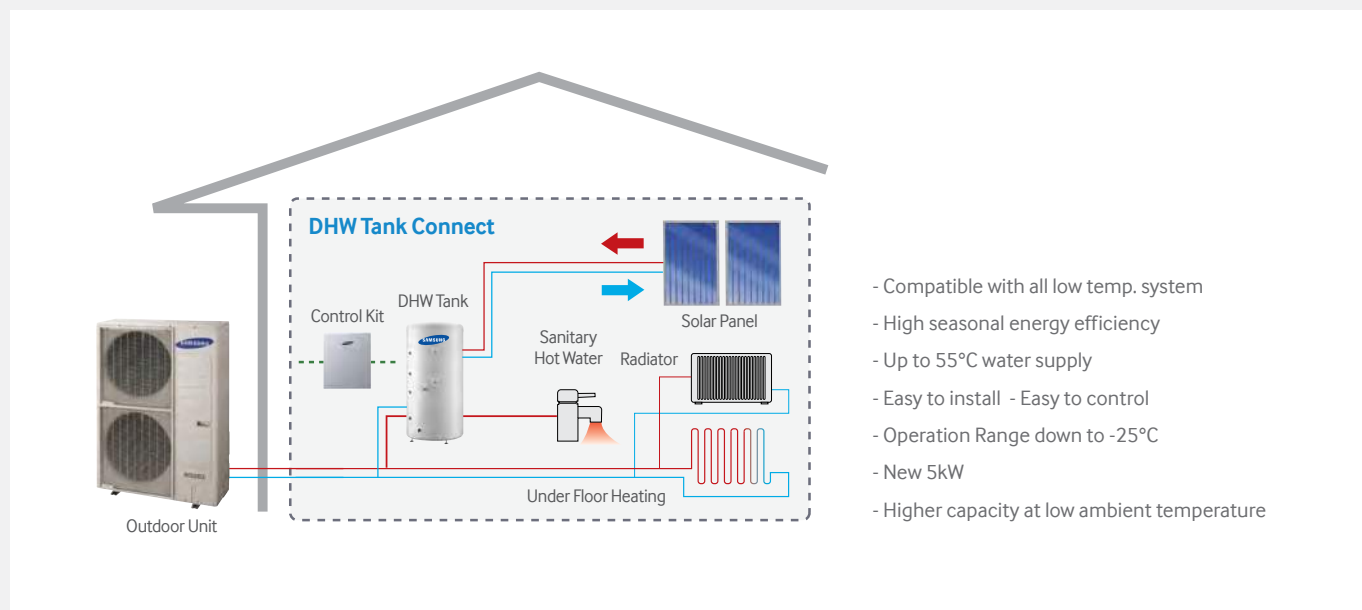 DHW Tank Connect
DHW Tank
Control Kit
SAMSUNG
SAMSUNG
Solar Panel
Sanitary
Hot Water
Radiator
Under Floor Heating
Outdoor Unit
- Compatible with all low temp. system
- High seasonal energy efficiency
- Up to 55°C water supply
- Easy to install - Easy to control
- Operation Range down to -25°C
- New 5kW
- Higher capacity at low ambient temperature